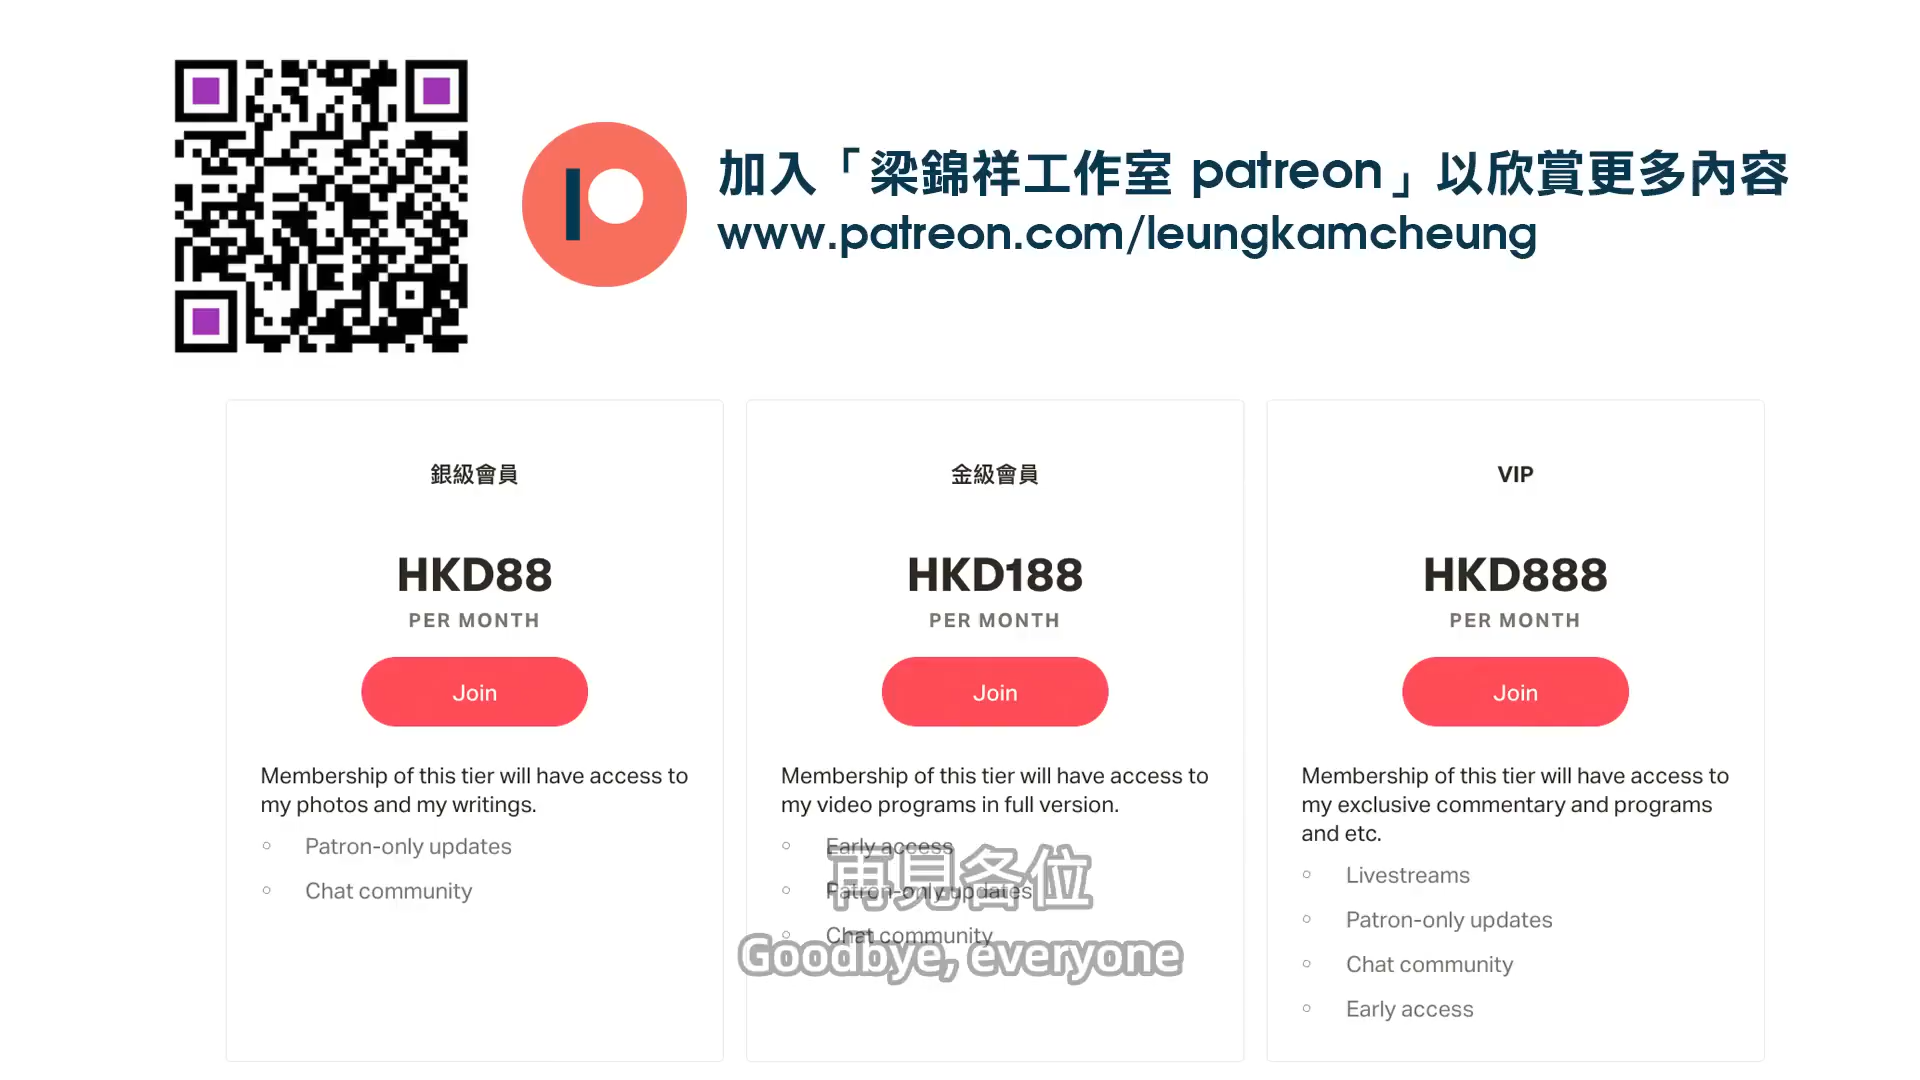 加入「梁錦祥工作室 patreon」以欣賞更多內容
www.patreon.com/leungkamcheung
銀級會員
HKD88
PER MONTH
Join
Membership of this tier will have access to
my photos and my writings.
Patron-only updates
Chat community
金級會員
HKD188
PER MONTH
Join
Membership of this tier will have access to
my video programs in full version.
Early access
Patron-only updates
Chat community
VIP
HKD888
PER MONTH
Join
Membership of this tier will have access to
my exclusive commentary and programs
and etc.
Livestreams
Patron-only updates
Chat community
Early access
再見各位
Goodbye, everyone